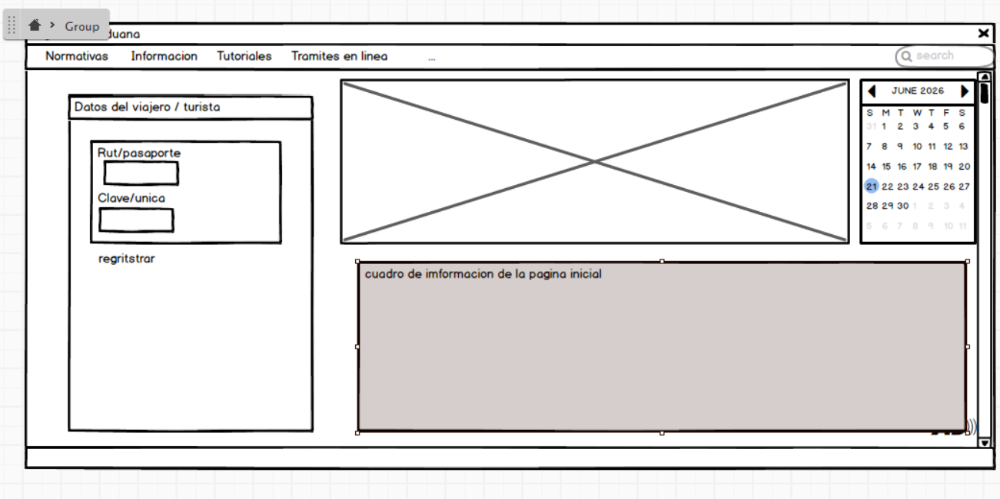 Group
duana
Normativas Informacion Tutoriales Tramites en linea ...
search
Datos del viajero / turista
Rut/pasaporte
Clave/unica
regritstrar
JUNE 2026
S M T W T F S
31 1 2 3 4 5 6
7 8 9 10 11 12 13
14 15 16 17 18 19 20
21 22 23 24 25 26 27
28 29 30 1 2 3 4
5 6 7 8 9 10 11
cuadro de imformacion de la pagina inicial